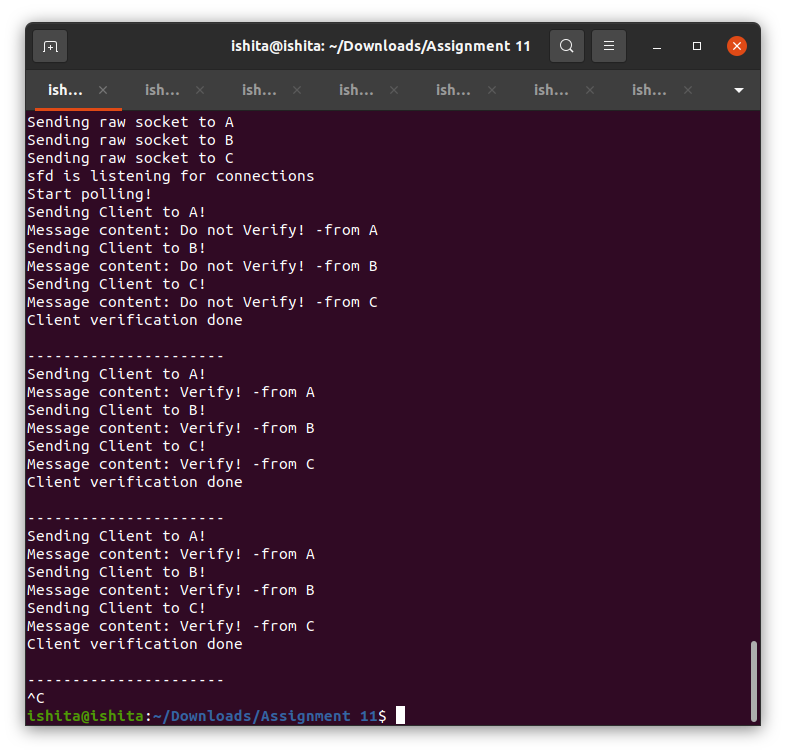 ishita@ishita: ~/Downloads/Assignment 11
ish... ish... ish... ish... ish... ish... ish...
Sending raw socket to A
Sending raw socket to B
Sending raw socket to C
sfd is listening for connections
Start polling!
Sending Client to A!
Message content: Do not Verify! -from A
Sending Client to B!
Message content: Do not Verify! -from B
Sending Client to C!
Message content: Do not Verify! -from C
Client verification done
----------------------
Sending Client to A!
Message content: Verify! -from A
Sending Client to B!
Message content: Verify! -from B
Sending Client to C!
Message content: Verify! -from C
Client verification done
----------------------
Sending Client to A!
Message content: Verify! -from A
Sending Client to B!
Message content: Verify! -from B
Sending Client to C!
Message content: Verify! -from C
Client verification done
----------------------
^C
ishita@ishita:~/Downloads/Assignment 11$